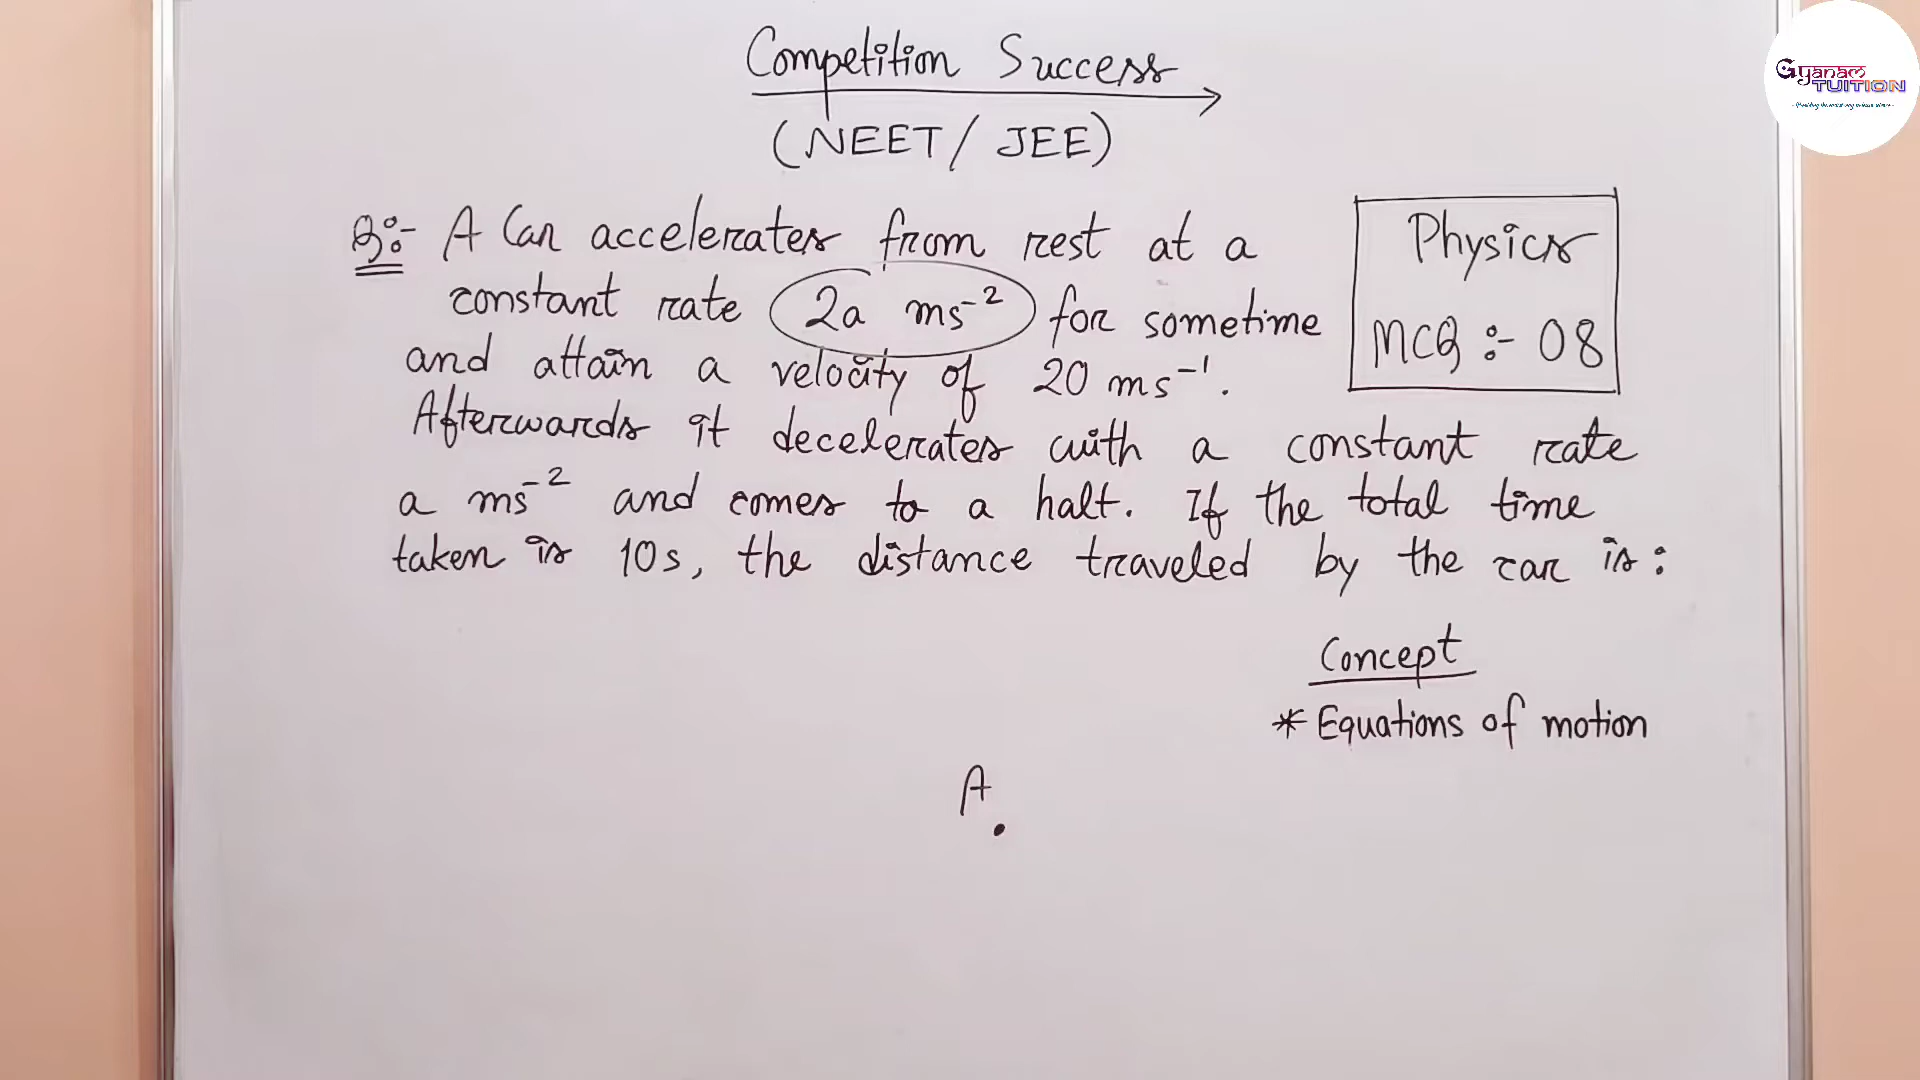 Competition Success
(NEET/ JEE)
Q:- A Car accelerates from rest at a
constant rate 2a ms⁻² for sometime
and attain a velocity of 20 ms⁻¹.
Afterwards it decelerates with a constant rate
a ms⁻² and comes to a halt. If the total time
taken is 10s, the distance traveled by the car is:
Physics
MCQ :- 08
Concept
* Equations of motion
A
Gyanam
TUITION